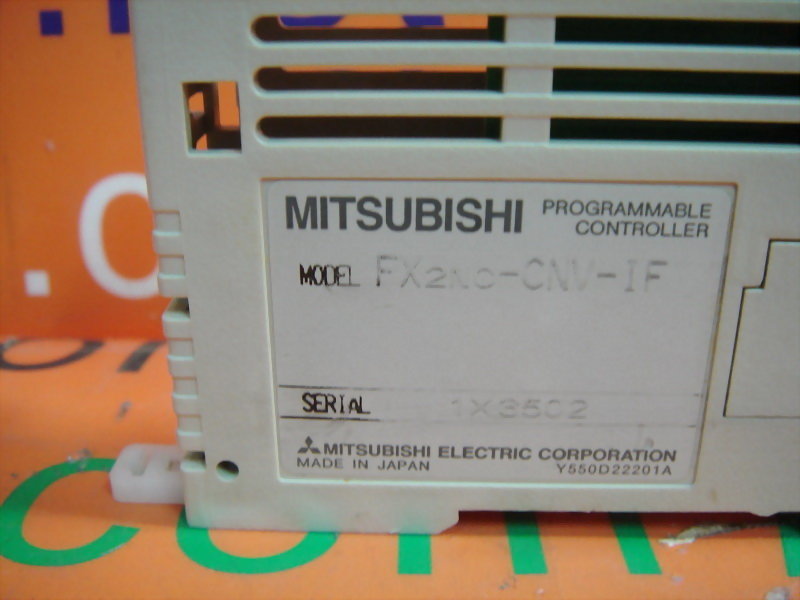 MITSUBISHI PROGRAMMABLE
CONTROLLER
MODEL FX2NC-CNV-IF
SERIAL 1X3502
MITSUBISHI ELECTRIC CORPORATION
MADE IN JAPAN Y550D22201A